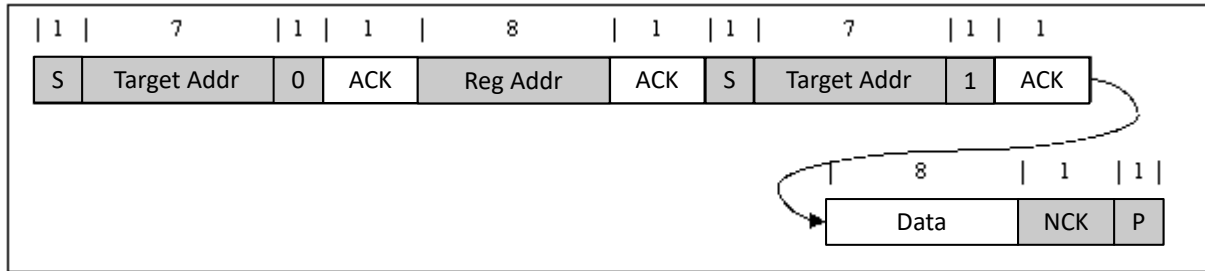 | 1 | 7 | 1 | 1 | 8 | 1 | 1 | 7 | 1 | 1
S Target Addr 0 ACK Reg Addr ACK S Target Addr 1 ACK
| 8 | 1 | 1 |
Data NCK P